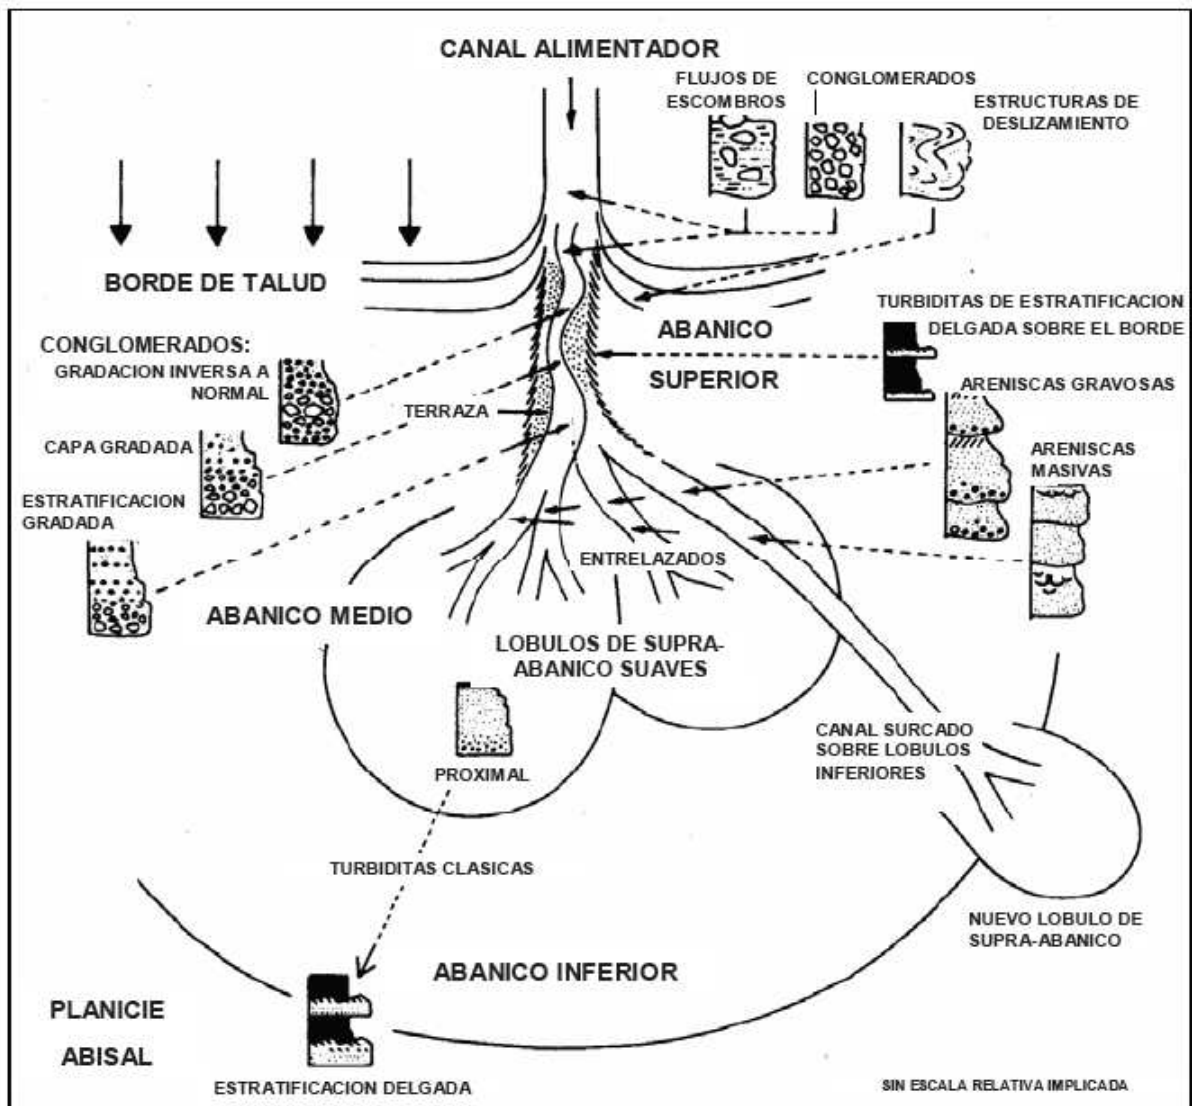 CANAL ALIMENTADOR
FLUJOS DE
ESCOMBROS
CONGLOMERADOS
ESTRUCTURAS DE
DESLIZAMIENTO
BORDE DE TALUD
ABANICO
SUPERIOR
TURBIDITAS DE ESTRATIFICACION
DELGADA SOBRE EL BORDE
CONGLOMERADOS:
GRADACION INVERSA A
NORMAL
TERRAZA
ARENISCAS GRAVOSAS
CAPA GRADADA
ARENISCAS
MASIVAS
ESTRATIFICACION
GRADADA
ENTRELAZADOS
ABANICO MEDIO
LOBULOS DE SUPRA-
ABANICO SUAVES
CANAL SURCADO
SOBRE LOBULOS
INFERIORES
PROXIMAL
TURBIDITAS CLASICAS
NUEVO LOBULO DE
SUPRA-ABANICO
ABANICO INFERIOR
PLANICIE
ABISAL
ESTRATIFICACION DELGADA
SIN ESCALA RELATIVA IMPLICADA